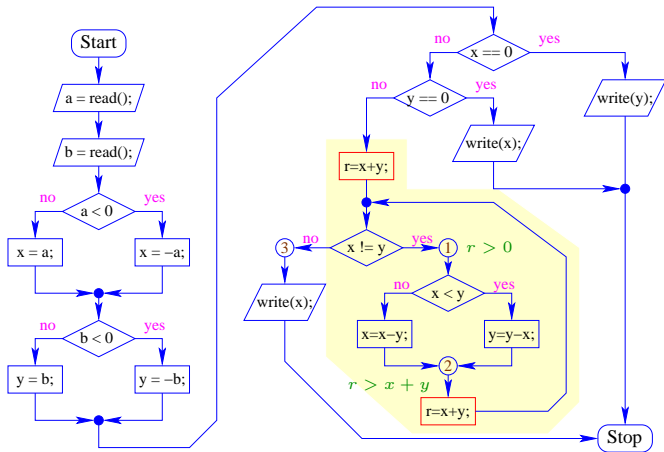 Start
a = read();
b = read();
no
a < 0
yes
x = a;
x = −a;
no
b < 0
yes
y = b;
y = −b;
no
x == 0
yes
no
y == 0
yes
write(y);
write(x);
r=x+y;
3
no
x != y
yes
1
r > 0
write(x);
no
x < y
yes
x=x−y;
y=y−x;
2
r > x + y
r=x+y;
Stop